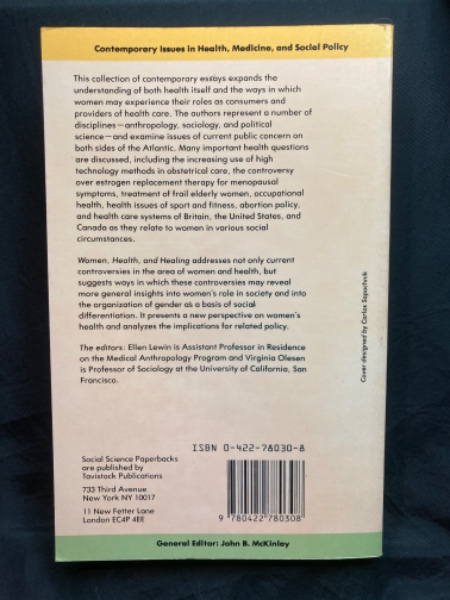 Contemporary Issues in Health, Medicine, and Social Policy
This collection of contemporary essays expands the
understanding of both health itself and the ways in which
women may experience their roles as consumers and
providers of health care. The authors represent a number of
disciplines—anthropology, sociology, and political
science—and examine issues of current public concern on
both sides of the Atlantic. Many important health questions
are discussed, including the increasing use of high
technology methods in obstetrical care, the controversy
over estrogen replacement therapy for menopausal
symptoms, treatment of frail elderly women, occupational
health, health issues of sport and fitness, abortion policy,
and health care systems of Britain, the United States, and
Canada as they relate to women in various social
circumstances.
Women, Health, and Healing addresses not only current
controversies in the area of women and health, but
suggests ways in which these controversies may reveal
more general insights into women's role in society and into
the organization of gender as a basis of social
differentiation. It presents a new perspective on women's
health and analyzes the implications for related policy.
The editors: Ellen Lewin is Assistant Professor in Residence
on the Medical Anthropology Program and Virginia Olesen
is Professor of Sociology at the University of California, San
Francisco.
Cover designed by Carlos Sapochnik
ISBN 0-422-78030-8
Social Science Paperbacks
are published by
Tavistock Publications
733 Third Avenue
New York NY 10017
11 New Fetter Lane
London EC4P 4EE
9 780422 780308
General Editor: John B. McKinlay